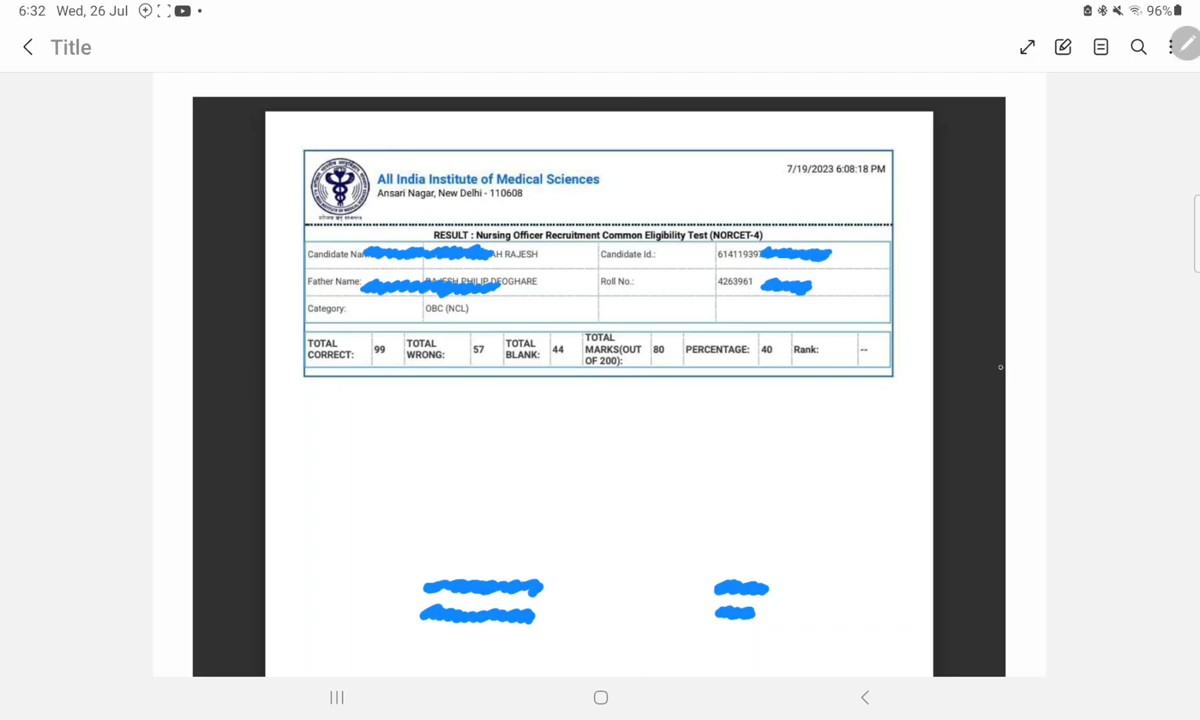 6:32 Wed, 26 Jul
96%
Title
All India Institute of Medical Sciences
Ansari Nagar, New Delhi - 110608
7/19/2023 6:08:18 PM
RESULT : Nursing Officer Recruitment Common Eligibility Test (NORCET-4)
Candidate RAJESH Candidate Id.: 614119397
Father Name: PHILIP DEOGHARE Roll No.: 4263961
Category: OBC (NCL)
TOTAL CORRECT: 99 TOTAL WRONG: 57 TOTAL BLANK: 44 TOTAL MARKS(OUT OF 200): 80 PERCENTAGE: 40 Rank: --